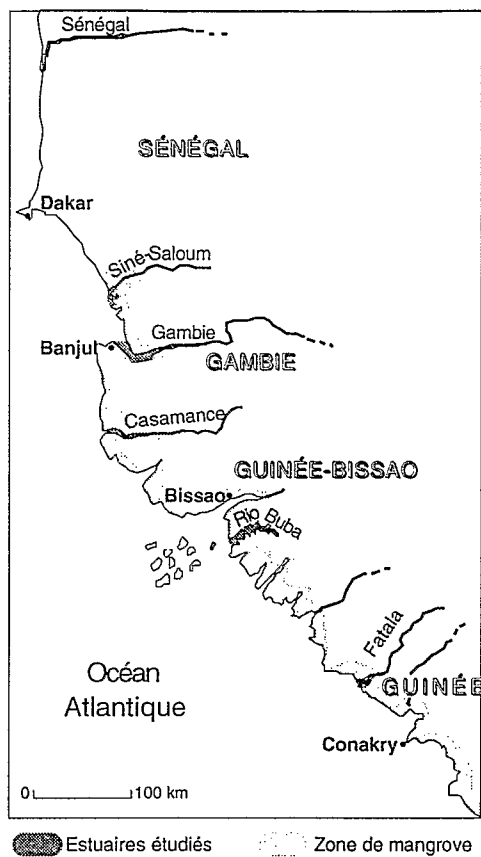 Sénégal
SÉNÉGAL
Dakar
Siné-Saloum
Gambie
Banjul
GAMBIE
Casamance
GUINÉE-BISSAO
Bissao
Rio Buba
Fatala
Océan
Atlantique
GUINÉE
Conakry
0 100 km
Estuaires étudiés Zone de mangrove